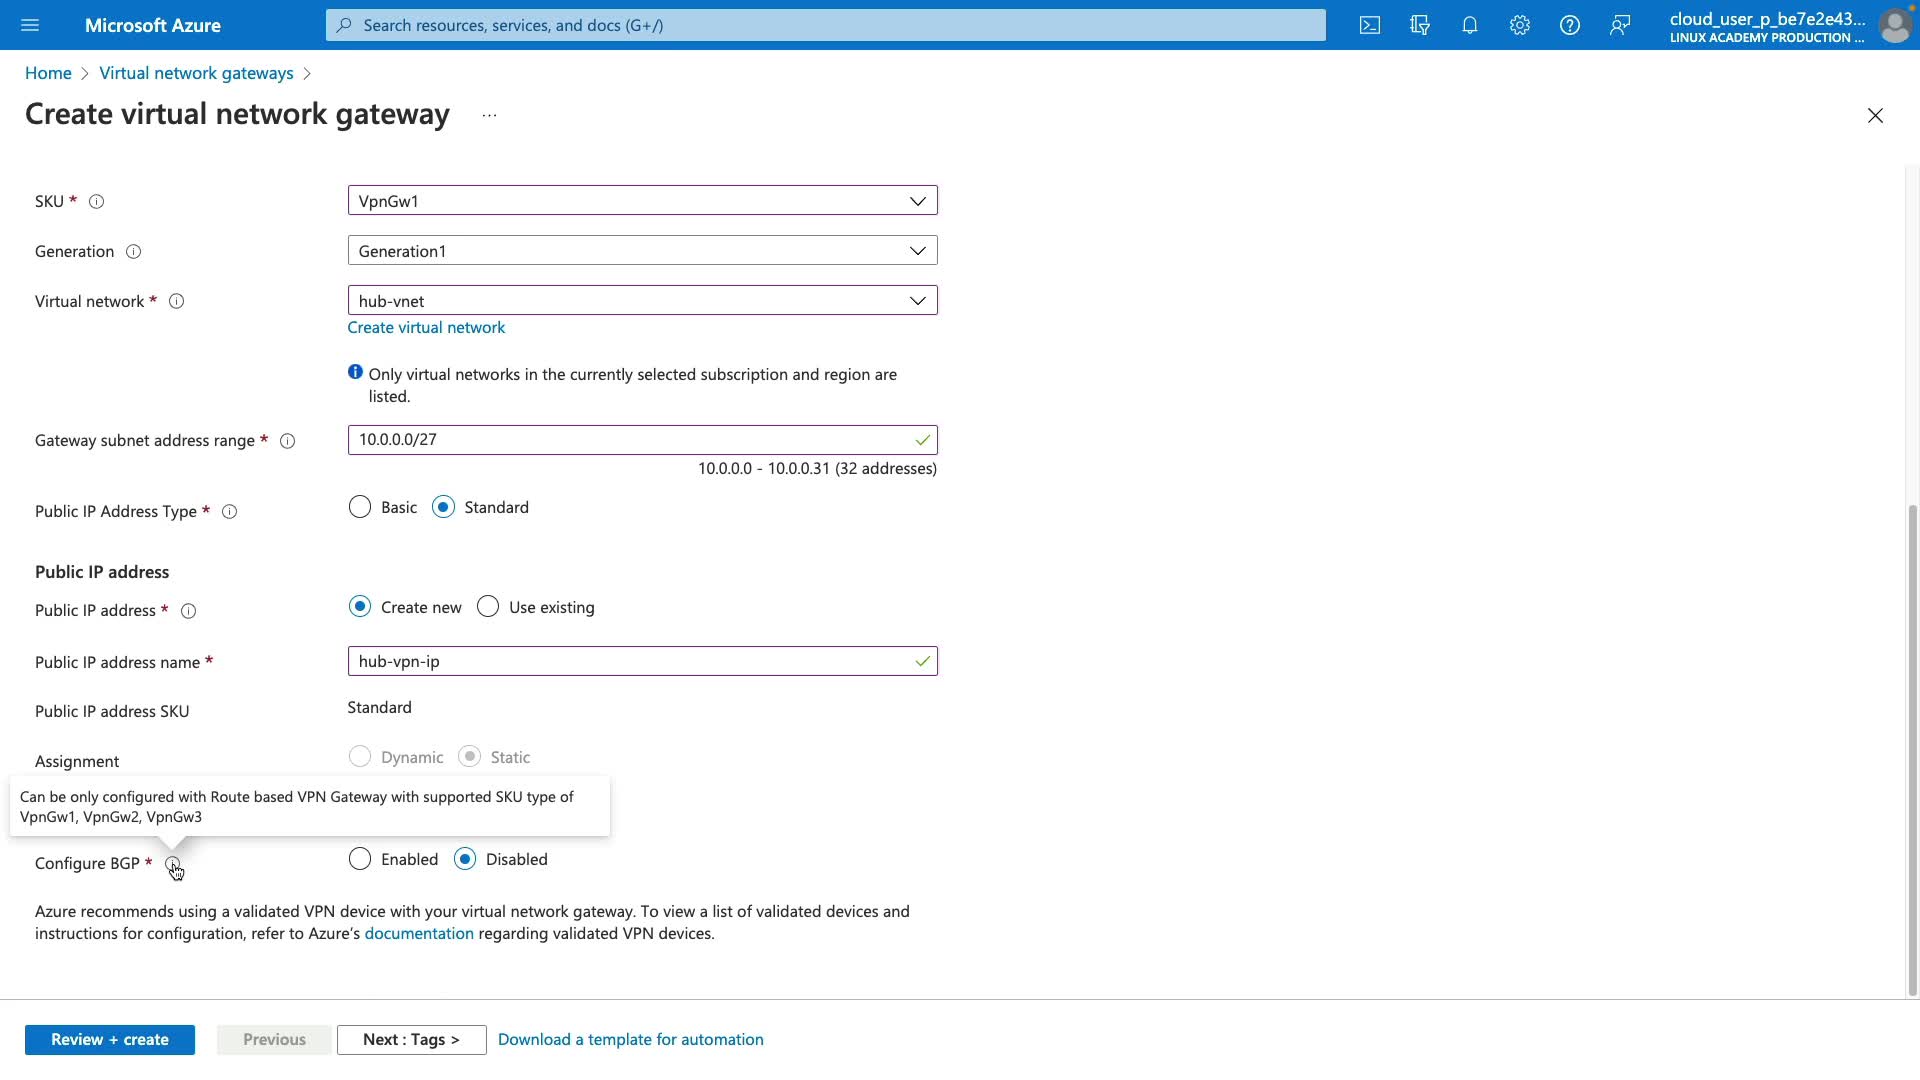 Microsoft Azure
Search resources, services, and docs (G+/)
cloud_user_p_be7e2e43...
LINUX ACADEMY PRODUCTION ...
Home > Virtual network gateways >
Create virtual network gateway ...
SKU * VpnGw1
Generation Generation1
Virtual network * hub-vnet
Create virtual network
Only virtual networks in the currently selected subscription and region are
listed.
Gateway subnet address range * 10.0.0.0/27
10.0.0.0 - 10.0.0.31 (32 addresses)
Public IP Address Type * Basic Standard
Public IP address
Public IP address * Create new Use existing
Public IP address name * hub-vpn-ip
Public IP address SKU Standard
Assignment Dynamic Static
Can be only configured with Route based VPN Gateway with supported SKU type of
VpnGw1, VpnGw2, VpnGw3
Configure BGP * Enabled Disabled
Azure recommends using a validated VPN device with your virtual network gateway. To view a list of validated devices and
instructions for configuration, refer to Azure's documentation regarding validated VPN devices.
Review + create Previous Next : Tags > Download a template for automation